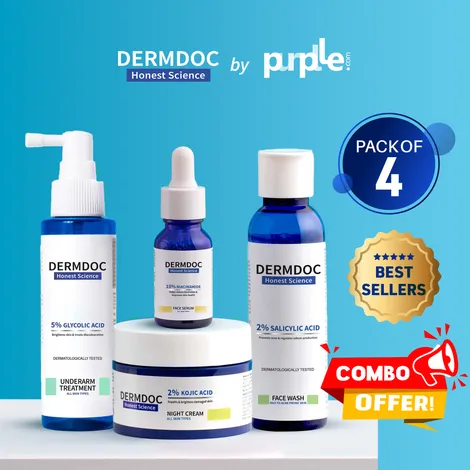 DERMDOC
Honest Science
by
purplle
.com
PACK OF
4
BEST
SELLERS
COMBO
OFFER!
DERMDOC
Honest Science
5% GLYCOLIC ACID
DERMATOLOGICALLY TESTED
UNDERARM
TREATMENT
ALL SKIN TYPES
DERMDOC
Honest Science
10% NIACINAMIDE
FACE SERUM
DERMDOC
Honest Science
2% KOJIC ACID
NIGHT CREAM
ALL SKIN TYPES
DERMDOC
Honest Science
2% SALICYLIC ACID
DERMATOLOGICALLY TESTED
FACE WASH